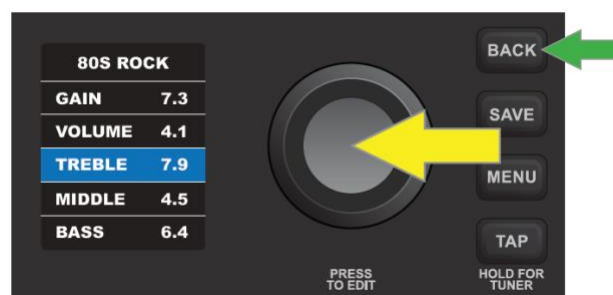 80S ROCK
GAIN 7.3
VOLUME 4.1
TREBLE 7.9
MIDDLE 4.5
BASS 6.4
PRESS
TO EDIT
BACK
SAVE
MENU
TAP
HOLD FOR
TUNER